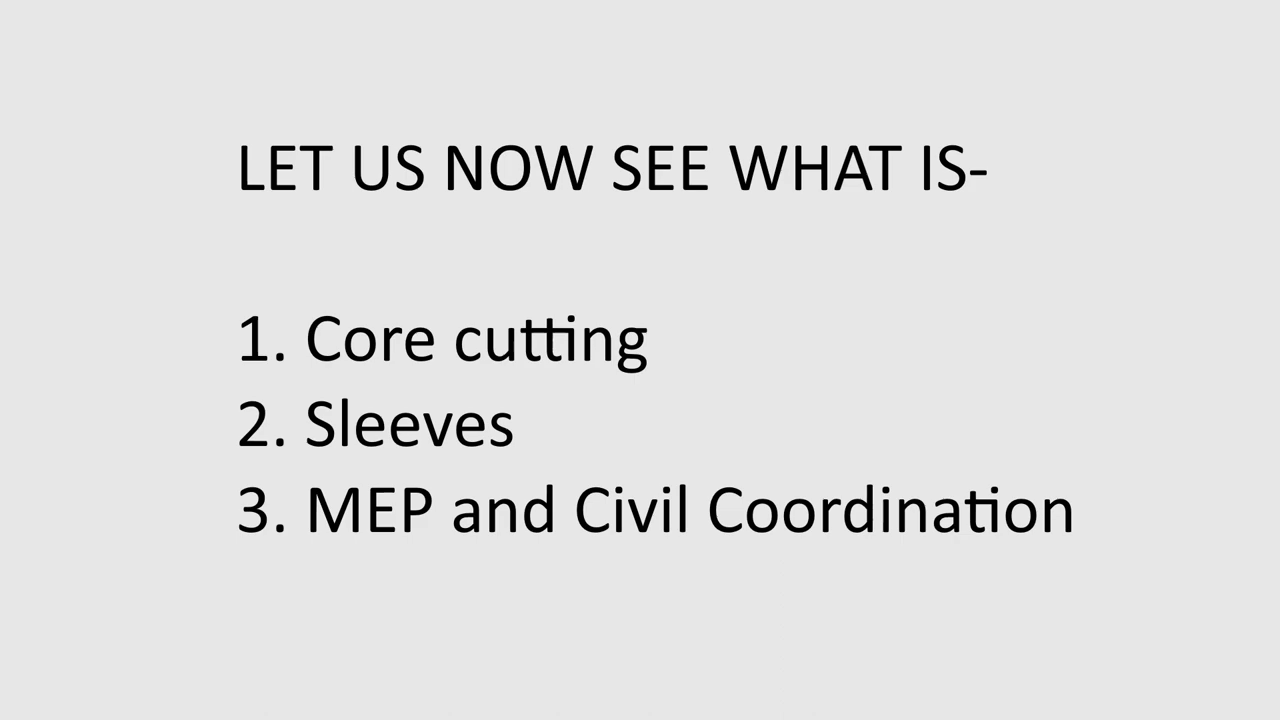 LET US NOW SEE WHAT IS-
1. Core cutting
2. Sleeves
3. MEP and Civil Coordination